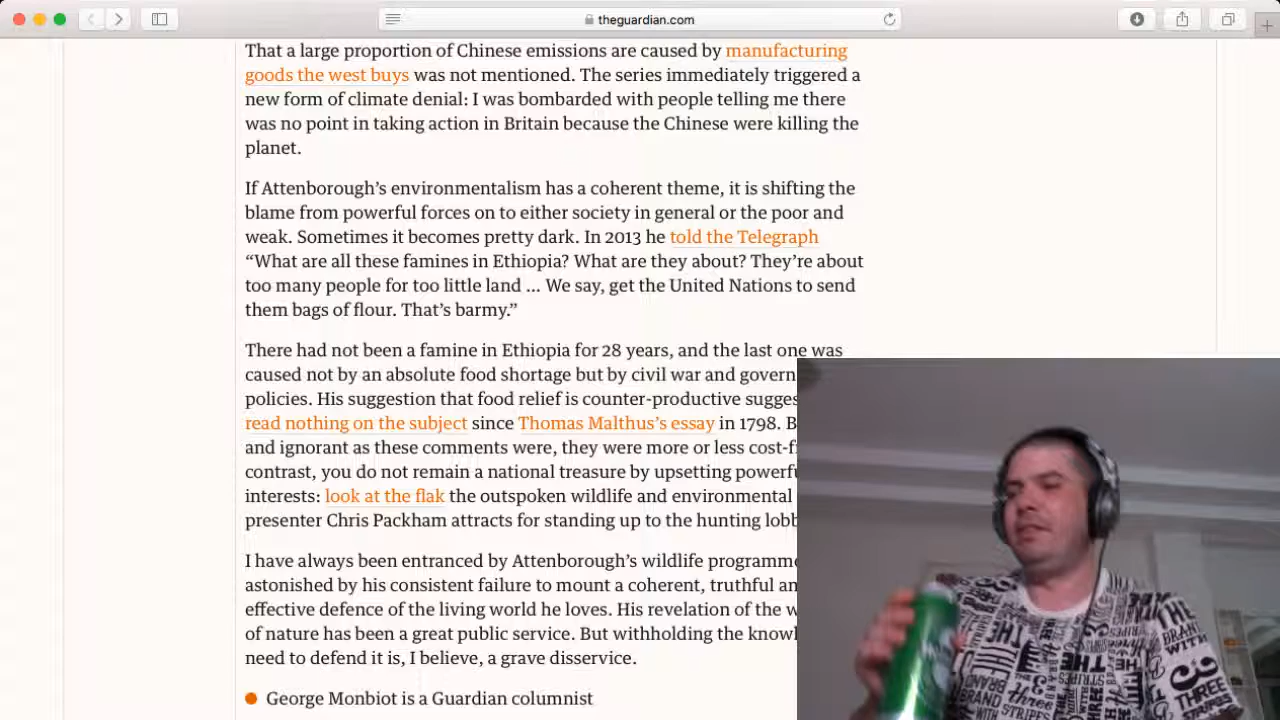 theguardian.com
That a large proportion of Chinese emissions are caused by manufacturing
goods the west buys was not mentioned. The series immediately triggered a
new form of climate denial: I was bombarded with people telling me there
was no point in taking action in Britain because the Chinese were killing the
planet.
If Attenborough’s environmentalism has a coherent theme, it is shifting the
blame from powerful forces on to either society in general or the poor and
weak. Sometimes it becomes pretty dark. In 2013 he told the Telegraph
“What are all these famines in Ethiopia? What are they about? They’re about
too many people for too little land ... We say, get the United Nations to send
them bags of flour. That’s barmy.”
There had not been a famine in Ethiopia for 28 years, and the last one was
caused not by an absolute food shortage but by civil war and govern
policies. His suggestion that food relief is counter-productive sugges
read nothing on the subject since Thomas Malthus’s essay in 1798. B
and ignorant as these comments were, they were more or less cost-f
contrast, you do not remain a national treasure by upsetting powerfu
interests: look at the flak the outspoken wildlife and environmental
presenter Chris Packham attracts for standing up to the hunting lobb
I have always been entranced by Attenborough’s wildlife programme
astonished by his consistent failure to mount a coherent, truthful an
effective defence of the living world he loves. His revelation of the w
of nature has been a great public service. But withholding the knowl
need to defend it is, I believe, a grave disservice.
George Monbiot is a Guardian columnist
THE
BRAND
WITH
THREE
STRIPES